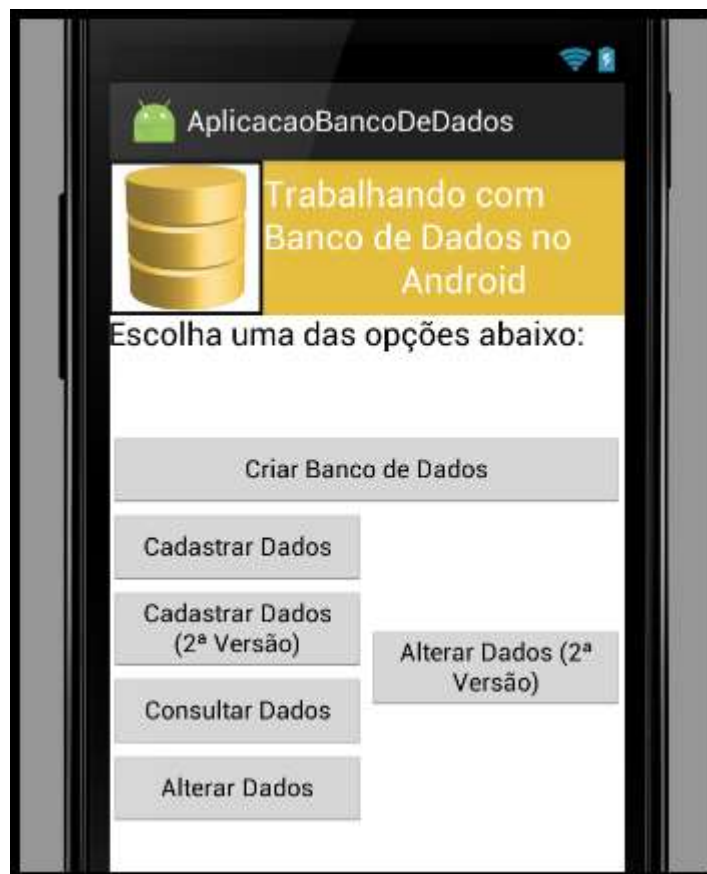 AplicacaoBancoDeDados
Trabalhando com
Banco de Dados no
Android
Escolha uma das opções abaixo:
Criar Banco de Dados
Cadastrar Dados
Cadastrar Dados
(2ª Versão)
Alterar Dados (2ª
Versão)
Consultar Dados
Alterar Dados